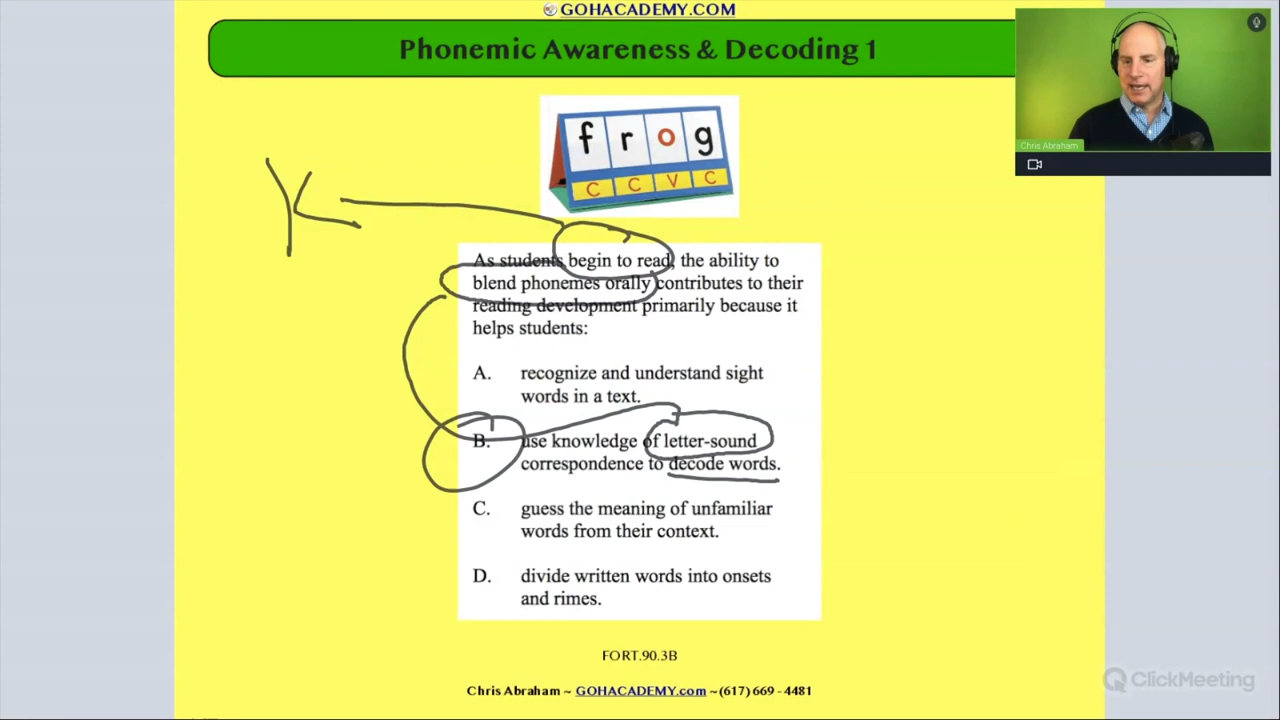 GOHACADEMY.COM
Phonemic Awareness & Decoding 1
Chris Abraham
f r o g
C C V C
K
As students begin to read, the ability to
blend phonemes orally contributes to their
reading development primarily because it
helps students:
A. recognize and understand sight
words in a text.
B. use knowledge of letter-sound
correspondence to decode words.
C. guess the meaning of unfamiliar
words from their context.
D. divide written words into onsets
and rimes.
FORT.90.3B
Chris Abraham ~ GOHACADEMY.com ~(617) 669 - 4481
ClickMeeting